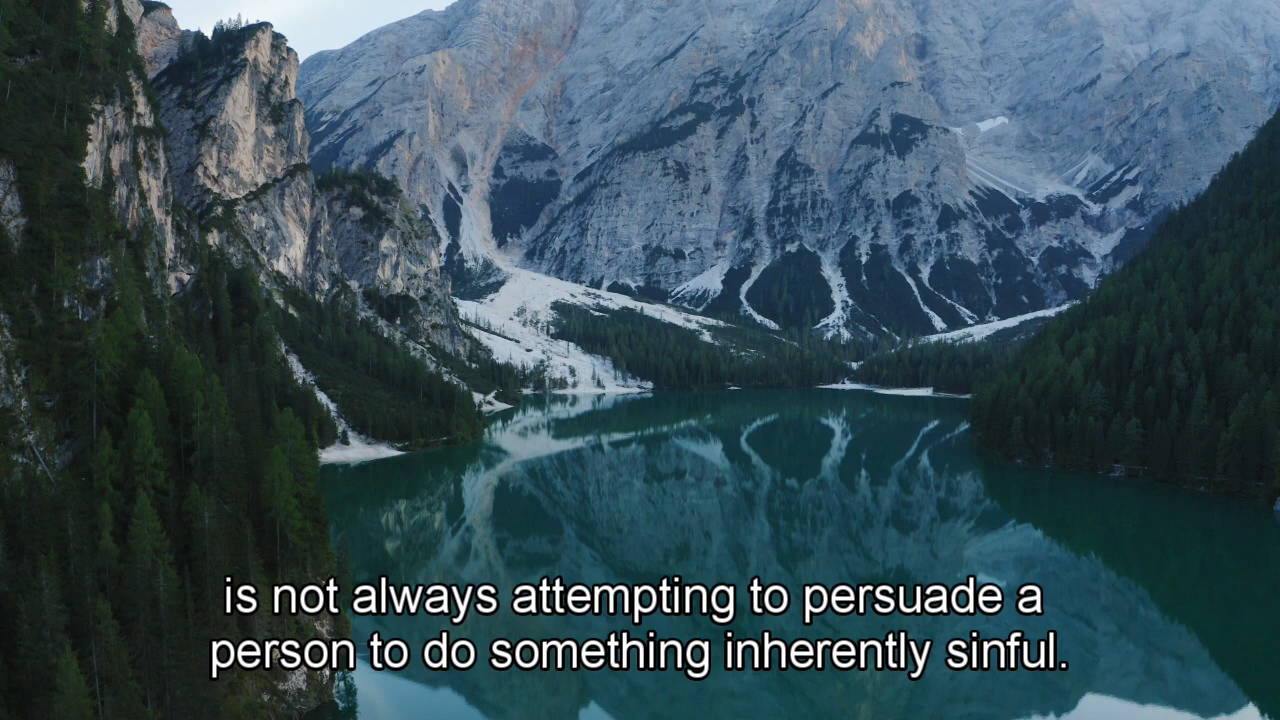 is not always attempting to persuade a
person to do something inherently sinful.